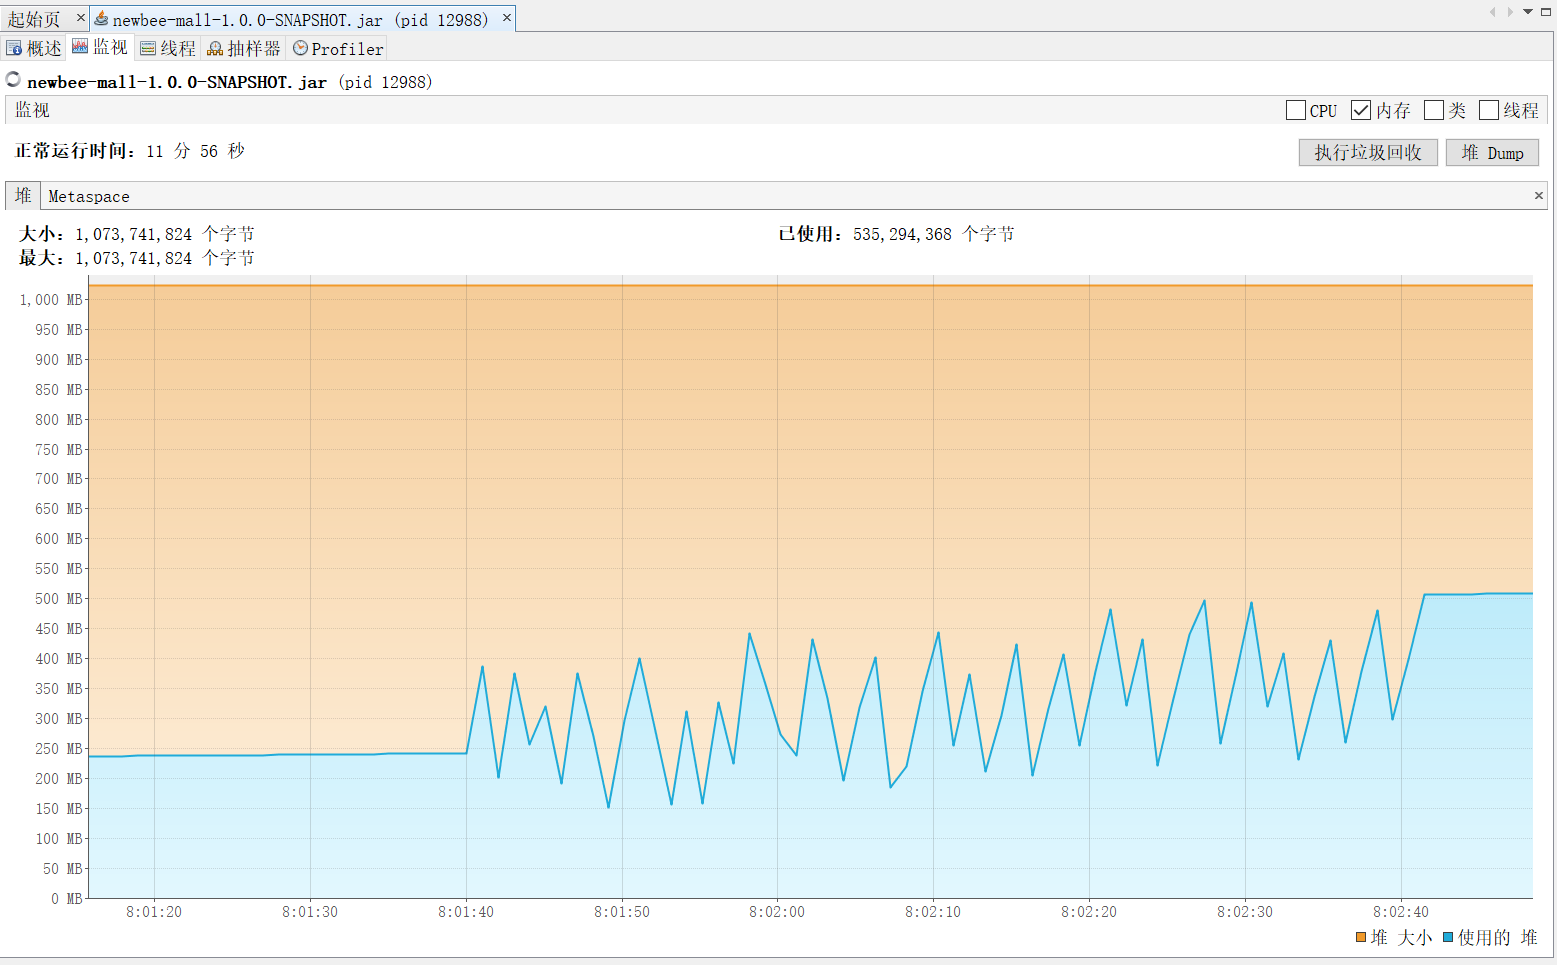 起始页 × newbee-mall-1.0.0-SNAPSHOT.jar (pid 12988) ×
概述 监视 线程 抽样器 Profiler
newbee-mall-1.0.0-SNAPSHOT.jar (pid 12988)
监视 CPU 内存 类 线程
正常运行时间: 11 分 56 秒 执行垃圾回收 堆 Dump
堆 Metaspace ×
大小: 1,073,741,824 个字节 已使用: 535,294,368 个字节
最大: 1,073,741,824 个字节
1,000 MB
950 MB
900 MB
850 MB
800 MB
750 MB
700 MB
650 MB
600 MB
550 MB
500 MB
450 MB
400 MB
350 MB
300 MB
250 MB
200 MB
150 MB
100 MB
50 MB
0 MB
8:01:20 8:01:30 8:01:40 8:01:50 8:02:00 8:02:10 8:02:20 8:02:30 8:02:40
堆 大小 使用的 堆